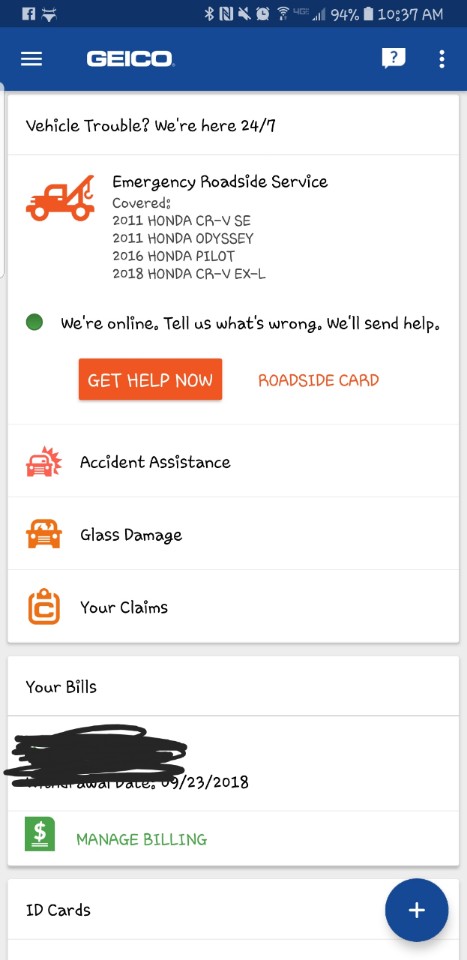 94% 10:37 AM
GEICO
?
Vehicle Trouble? We're here 24/7
Emergency Roadside Service
Covered:
2011 HONDA CR-V SE
2011 HONDA ODYSSEY
2016 HONDA PILOT
2018 HONDA CR-V EX-L
We're online. Tell us what's wrong. We'll send help.
GET HELP NOW ROADSIDE CARD
Accident Assistance
Glass Damage
Your Claims
Your Bills
Withdrawal Date: 09/23/2018
$ MANAGE BILLING
ID Cards
+